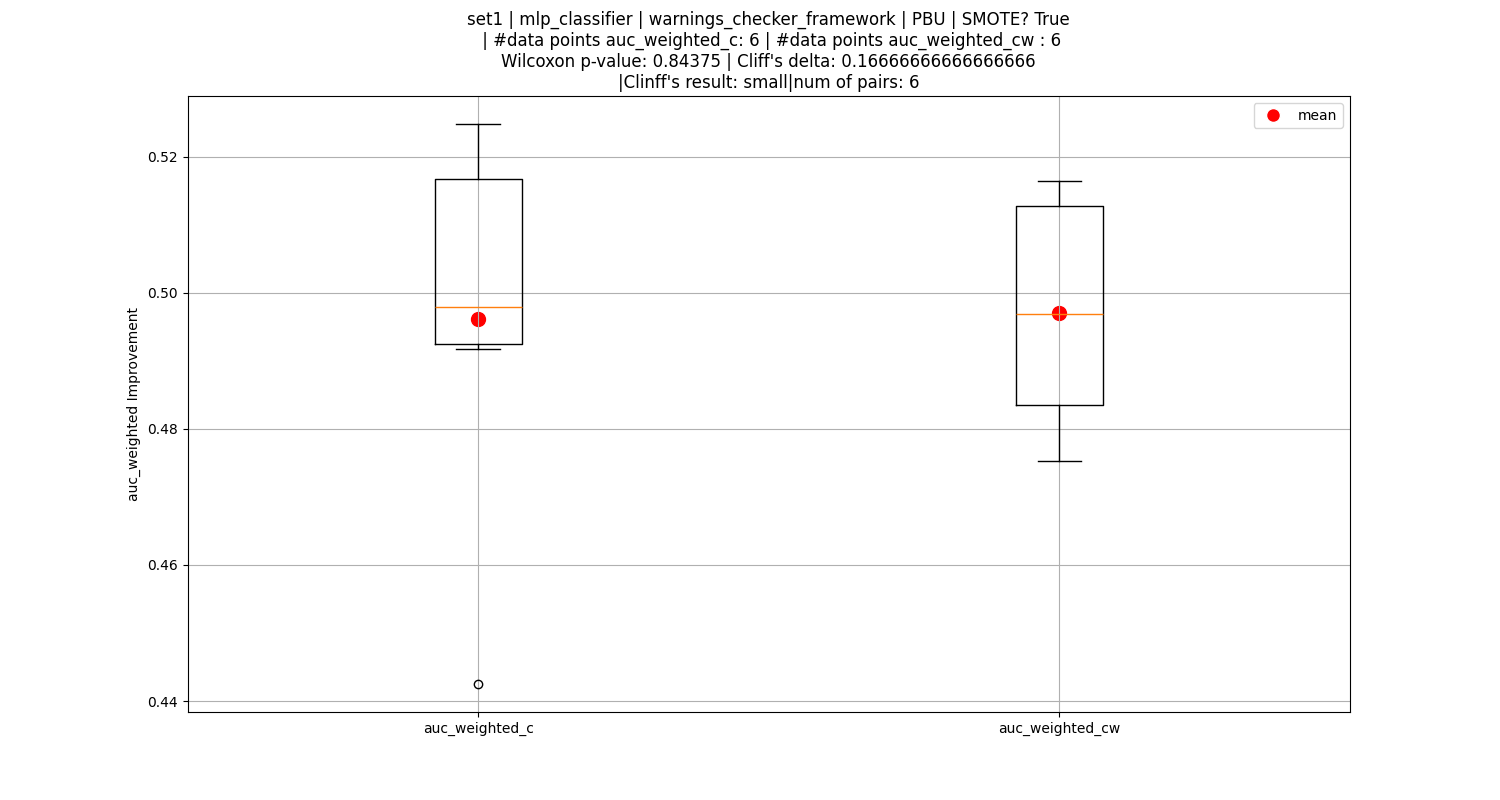 set1 | mlp_classifier | warnings_checker_framework | PBU | SMOTE? True
| #data points auc_weighted_c: 6 | #data points auc_weighted_cw : 6
Wilcoxon p-value: 0.84375 | Cliff's delta: 0.16666666666666666
|Clinff's result: small|num of pairs: 6
mean
auc_weighted Improvement
0.52
0.50
0.48
0.46
0.44
auc_weighted_c
auc_weighted_cw